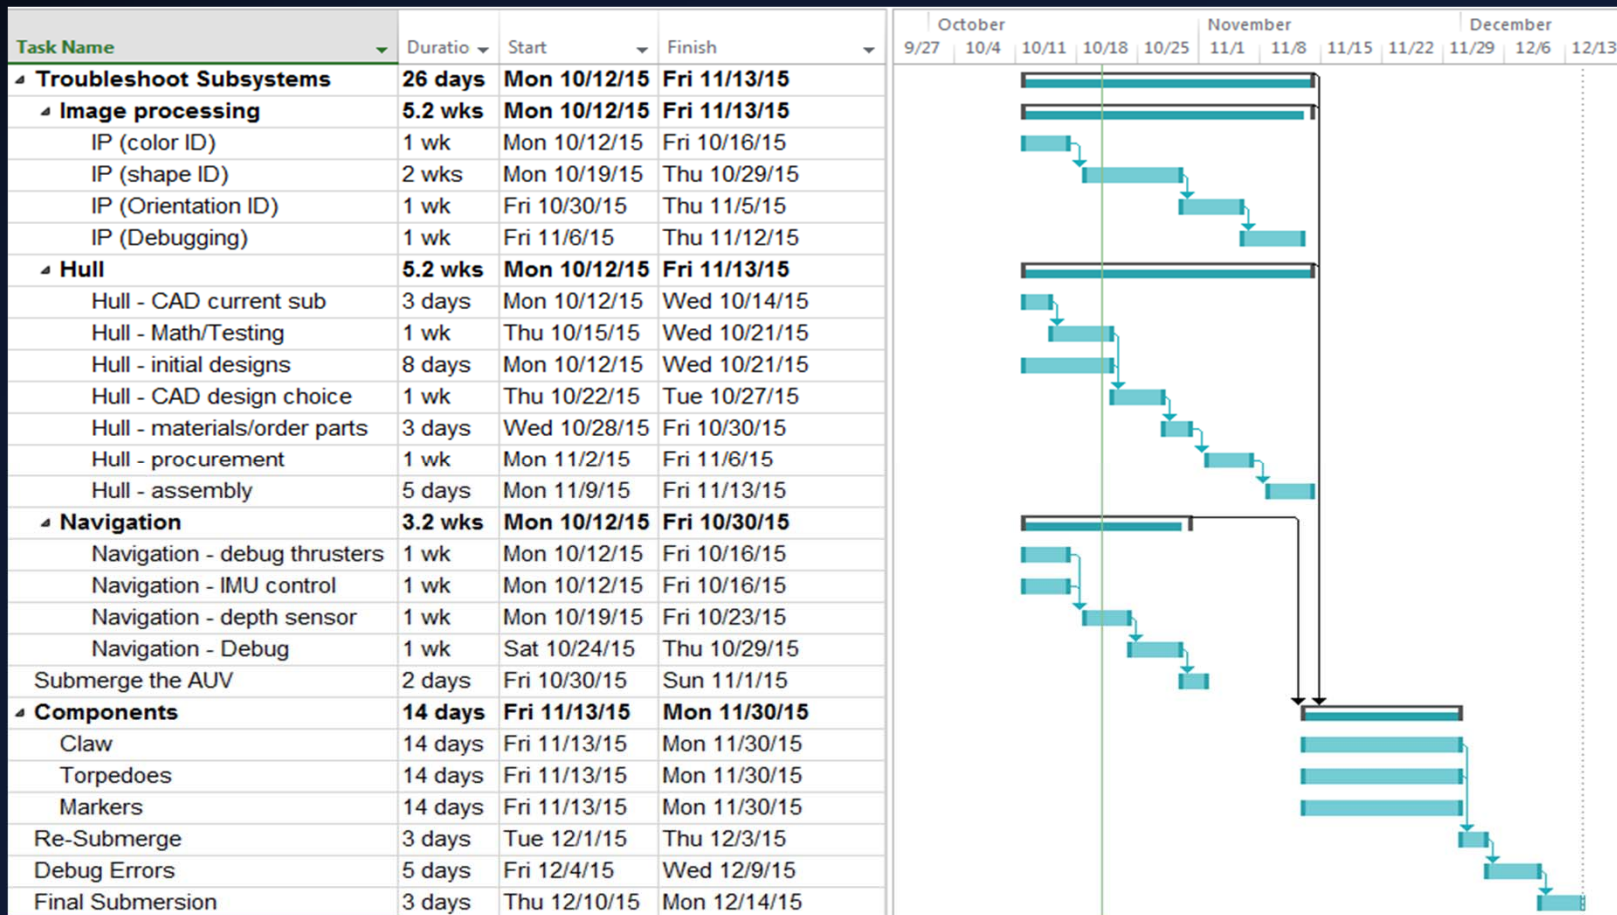 October November December
Task Name Duratio Start Finish 9/27 10/4 10/11 10/18 10/25 11/1 11/8 11/15 11/22 11/29 12/6 12/13
Troubleshoot Subsystems 26 days Mon 10/12/15 Fri 11/13/15
Image processing 5.2 wks Mon 10/12/15 Fri 11/13/15
IP (color ID) 1 wk Mon 10/12/15 Fri 10/16/15
IP (shape ID) 2 wks Mon 10/19/15 Thu 10/29/15
IP (Orientation ID) 1 wk Fri 10/30/15 Thu 11/5/15
IP (Debugging) 1 wk Fri 11/6/15 Thu 11/12/15
Hull 5.2 wks Mon 10/12/15 Fri 11/13/15
Hull - CAD current sub 3 days Mon 10/12/15 Wed 10/14/15
Hull - Math/Testing 1 wk Thu 10/15/15 Wed 10/21/15
Hull - initial designs 8 days Mon 10/12/15 Wed 10/21/15
Hull - CAD design choice 1 wk Thu 10/22/15 Tue 10/27/15
Hull - materials/order parts 3 days Wed 10/28/15 Fri 10/30/15
Hull - procurement 1 wk Mon 11/2/15 Fri 11/6/15
Hull - assembly 5 days Mon 11/9/15 Fri 11/13/15
Navigation 3.2 wks Mon 10/12/15 Fri 10/30/15
Navigation - debug thrusters 1 wk Mon 10/12/15 Fri 10/16/15
Navigation - IMU control 1 wk Mon 10/12/15 Fri 10/16/15
Navigation - depth sensor 1 wk Mon 10/19/15 Fri 10/23/15
Navigation - Debug 1 wk Sat 10/24/15 Thu 10/29/15
Submerge the AUV 2 days Fri 10/30/15 Sun 11/1/15
Components 14 days Fri 11/13/15 Mon 11/30/15
Claw 14 days Fri 11/13/15 Mon 11/30/15
Torpedoes 14 days Fri 11/13/15 Mon 11/30/15
Markers 14 days Fri 11/13/15 Mon 11/30/15
Re-Submerge 3 days Tue 12/1/15 Thu 12/3/15
Debug Errors 5 days Fri 12/4/15 Wed 12/9/15
Final Submersion 3 days Thu 12/10/15 Mon 12/14/15